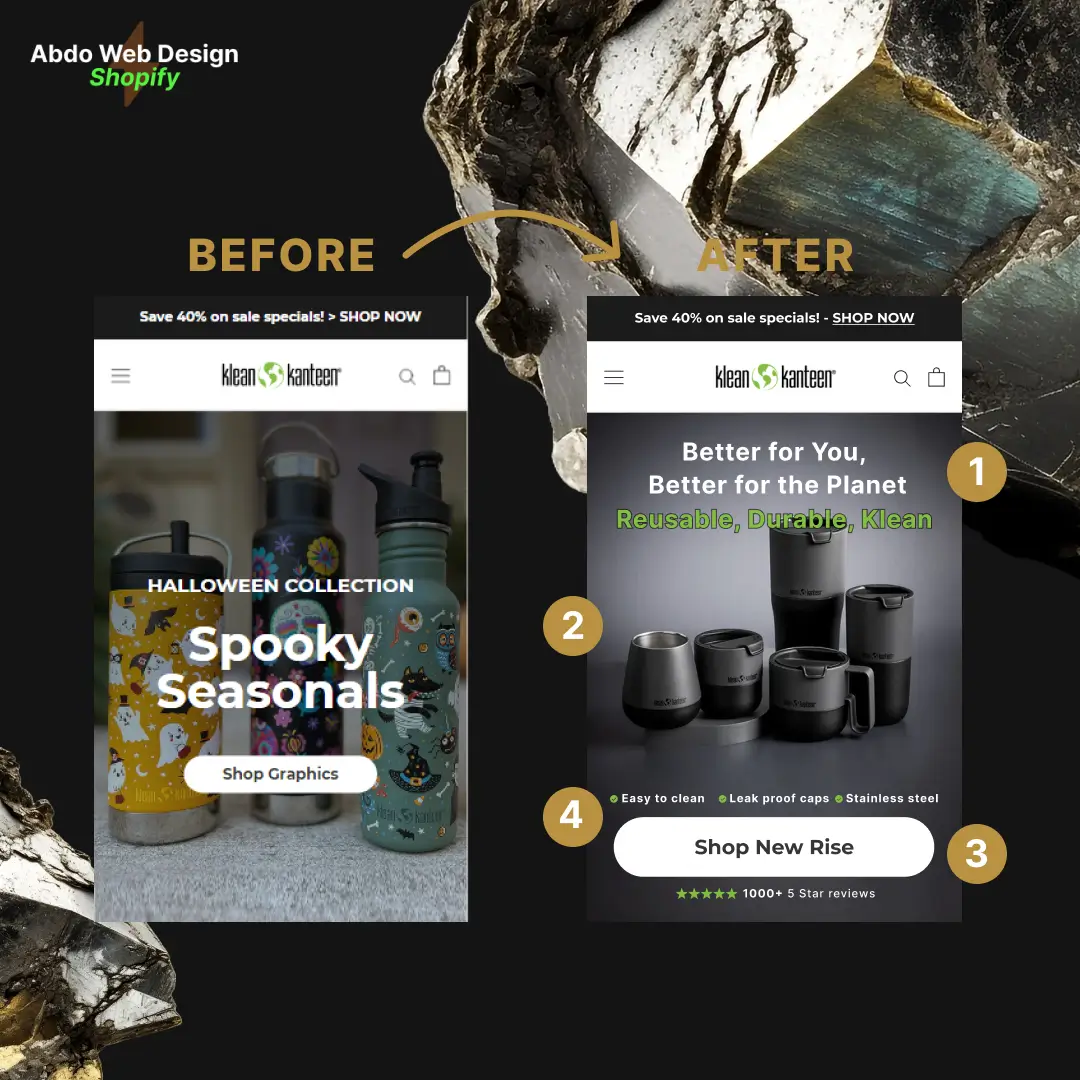 Abdo Web Design
Shopify
BEFORE
AFTER
Save 40% on sale specials! > SHOP NOW
klean kanteen®
HALLOWEEN COLLECTION
Spooky
Seasonals
Shop Graphics
Save 40% on sale specials! - SHOP NOW
klean kanteen®
Better for You,
Better for the Planet
Reusable, Durable, Klean
1
2
4
Easy to clean Leak proof caps Stainless steel
Shop New Rise
3
1000+ 5 Star reviews